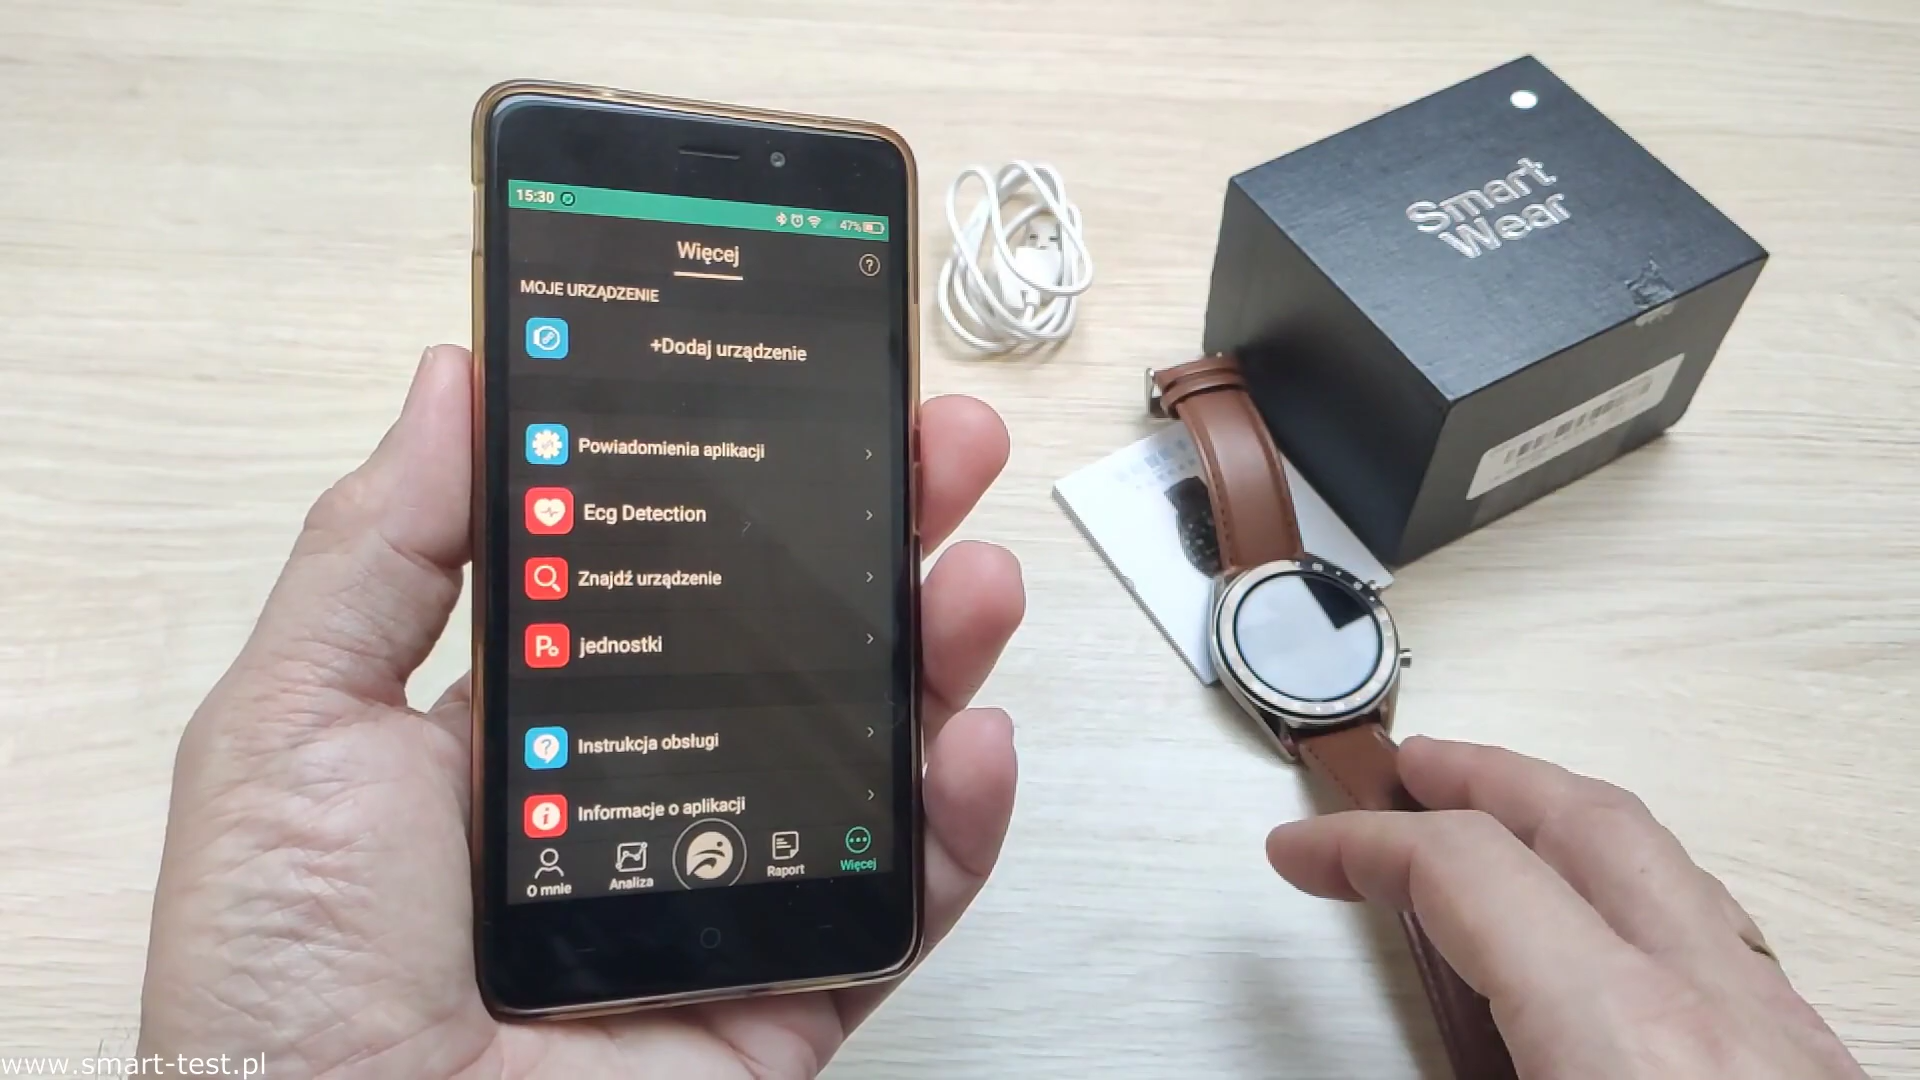 15:30
47%
Więcej
?
MOJE URZĄDZENIE
+Dodaj urządzenie
Powiadomienia aplikacji
Ecg Detection
Znajdź urządzenie
jednostki
Instrukcja obsługi
Informacje o aplikacji
O mnie
Analiza
Raport
Więcej
Smart
Wear
www.smart-test.pl